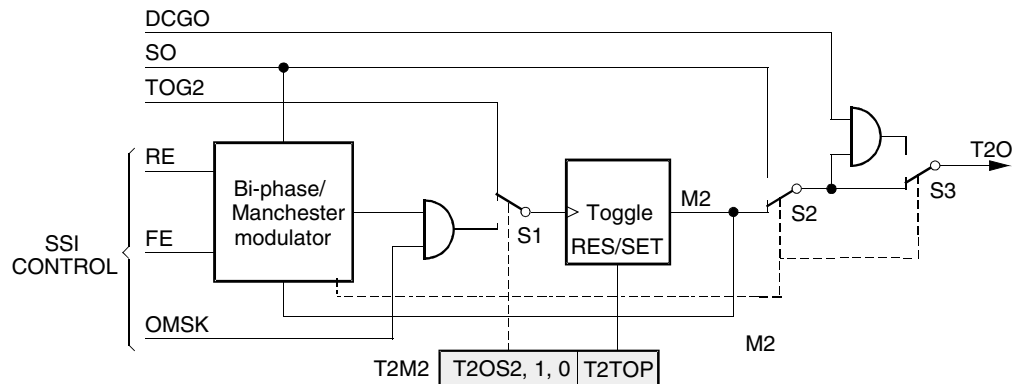 DCGO
SO
TOG2
RE
T2O
Bi-phase/
Manchester
modulator
M2
Toggle
S2
S3
S1
RES/SET
FE
SSI
CONTROL
OMSK
M2
T2M2 T2OS2, 1, 0 T2TOP